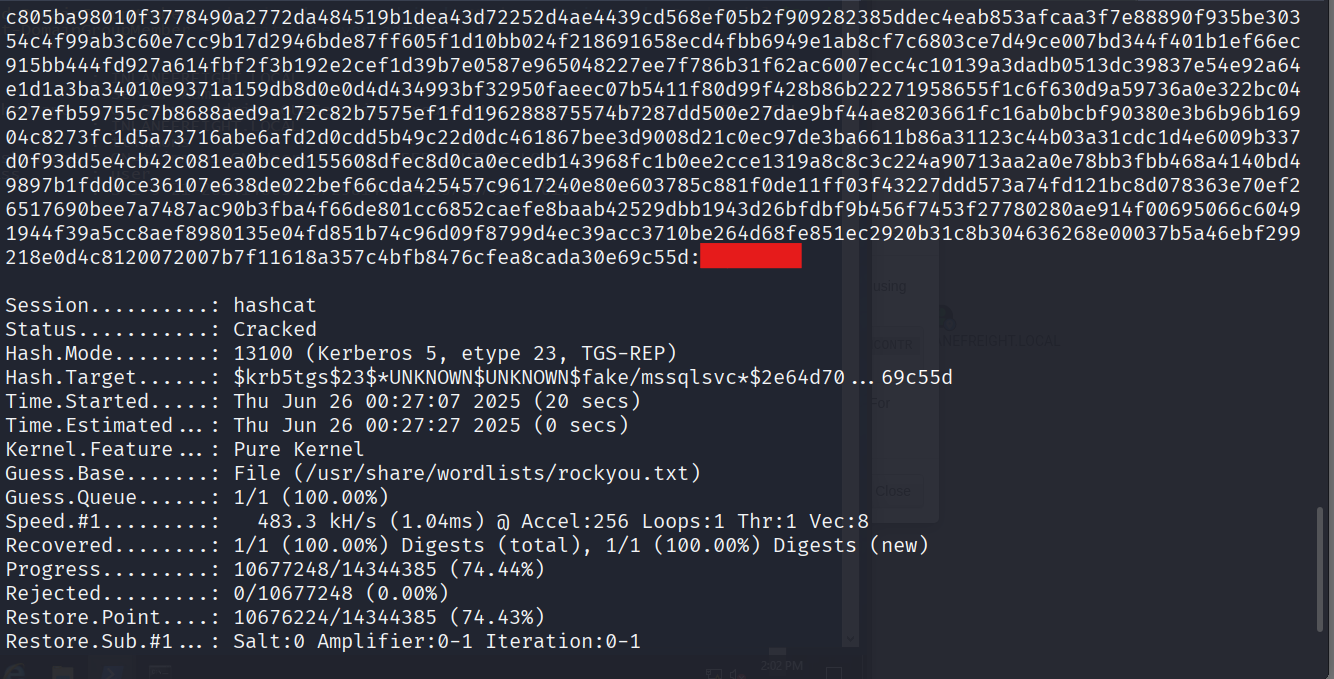 c805ba98010f3778490a2772da484519b1dea43d72252d4ae4439cd568ef05b2f909282385ddec4eab853afcaa3f7e88890f935be303
54c4f99ab3c60e7cc9b17d2946bde87ff605f1d10bb024f218691658ecd4fbb6949e1ab8cf7c6803ce7d49ce007bd344f401b1ef66ec
915bb444fd927a614fbf2f3b192e2cef1d39b7e0587e965048227ee7f786b31f62ac6007ecc4c10139a3dadb0513dc39837e54e92a64
e1d1a3ba34010e9371a159db8d0e0d4d434993bf32950faeec07b5411f80d99f428b86b22271958655f1c6f630d9a59736a0e322bc04
627efb59755c7b8688aed9a172c82b7575ef1fd196288875574b7287dd500e27dae9bf44ae8203661fc16ab0bcbf90380e3b6b96b169
04c8273fc1d5a73716abe6afd2d0cdd5b49c22d0dc461867bee3d9008d21c0ec97de3ba6611b86a31123c44b03a31cdc1d4e6009b337
d0f93dd5e4cb42c081ea0bced155608dfec8d0ca0ecedb143968fc1b0ee2cce1319a8c8c3c224a90713aa2a0e78bb3fbb468a4140bd4
9897b1fdd0ce36107e638de022bef66cda425457c9617240e80e603785c881f0de11ff03f43227ddd573a74fd121bc8d078363e70ef2
6517690bee7a7487ac90b3fba4f66de801cc6852caefe8baab42529dbb1943d26bfdbf9b456f7453f27780280ae914f00695066c6049
1944f39a5cc8aef8980135e04fd851b74c96d09f8799d4ec39acc3710be264d68fe851ec2920b31c8b304636268e00037b5a46ebf299
218e0d4c8120072007b7f11618a357c4bfb8476cfea8cada30e69c55d:
Session..........: hashcat
Status...........: Cracked
Hash.Mode........: 13100 (Kerberos 5, etype 23, TGS-REP)
Hash.Target......: $krb5tgs$23$*UNKNOWN$UNKNOWN$fake/mssqlsvc*$2e64d70...69c55d
Time.Started.....: Thu Jun 26 00:27:07 2025 (20 secs)
Time.Estimated...: Thu Jun 26 00:27:27 2025 (0 secs)
Kernel.Feature...: Pure Kernel
Guess.Base.......: File (/usr/share/wordlists/rockyou.txt)
Guess.Queue......: 1/1 (100.00%)
Speed.#1.........:   483.3 kH/s (1.04ms) @ Accel:256 Loops:1 Thr:1 Vec:8
Recovered........: 1/1 (100.00%) Digests (total), 1/1 (100.00%) Digests (new)
Progress.........: 10677248/14344385 (74.44%)
Rejected.........: 0/10677248 (0.00%)
Restore.Point....: 10676224/14344385 (74.43%)
Restore.Sub.#1...: Salt:0 Amplifier:0-1 Iteration:0-1
using
For
Close
2:02 PM